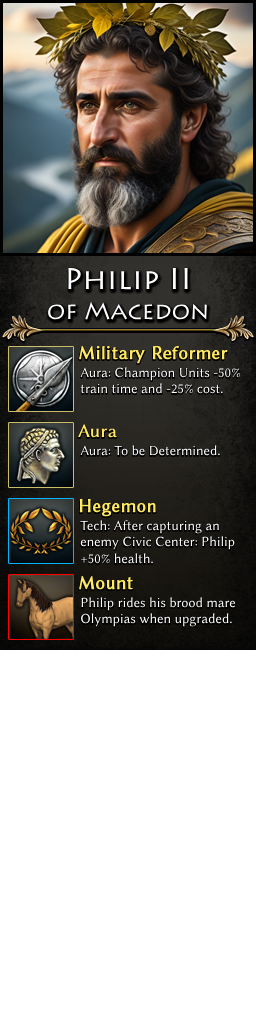 Philip II
of Macedon
Military Reformer
Aura: Champion Units -50%
train time and -25% cost.
Aura
Aura: To be Determined.
Hegemon
Tech: After capturing an
enemy Civic Center: Philip
+50% health.
Mount
Philip rides his brood mare
Olympias when upgraded.